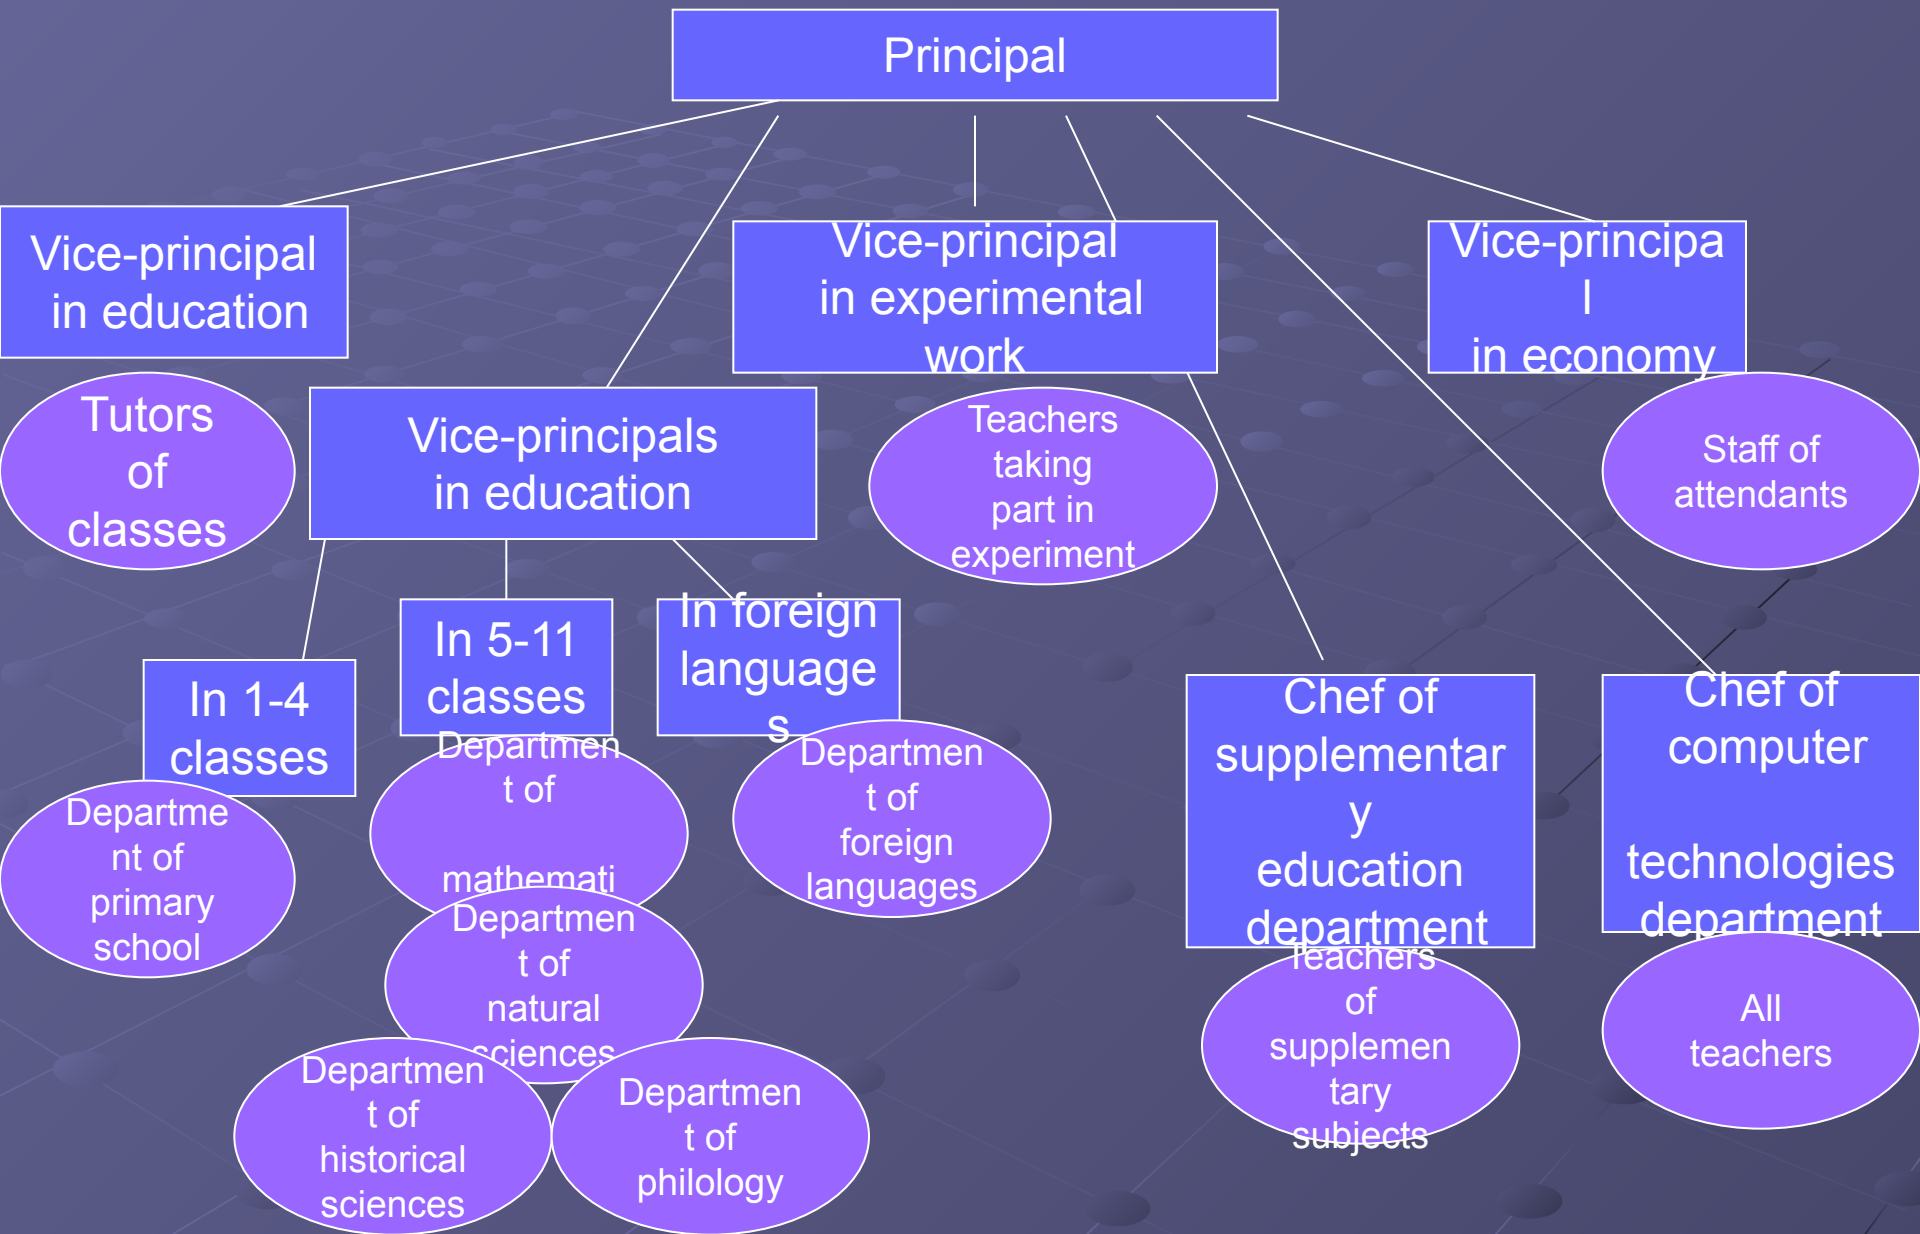 Principal
Vice-principal
in education
Vice-principal
in experimental
work
Vice-principa
l
in economy
Tutors
of
classes
Vice-principals
in education
Teachers
taking
part in
experiment
Staff of
attendants
In 1-4
classes
In 5-11
classes
In foreign
language
s
Chef of
supplementar
y
education
department
Chef of
computer
technologies
department
Departme
nt of
primary
school
Departmen
t of
mathemati
Departmen
t of
natural
sciences
Departmen
t of
historical
sciences
Departmen
t of
philology
Departmen
t of
foreign
languages
Teachers
of
supplemen
tary
subjects
All
teachers